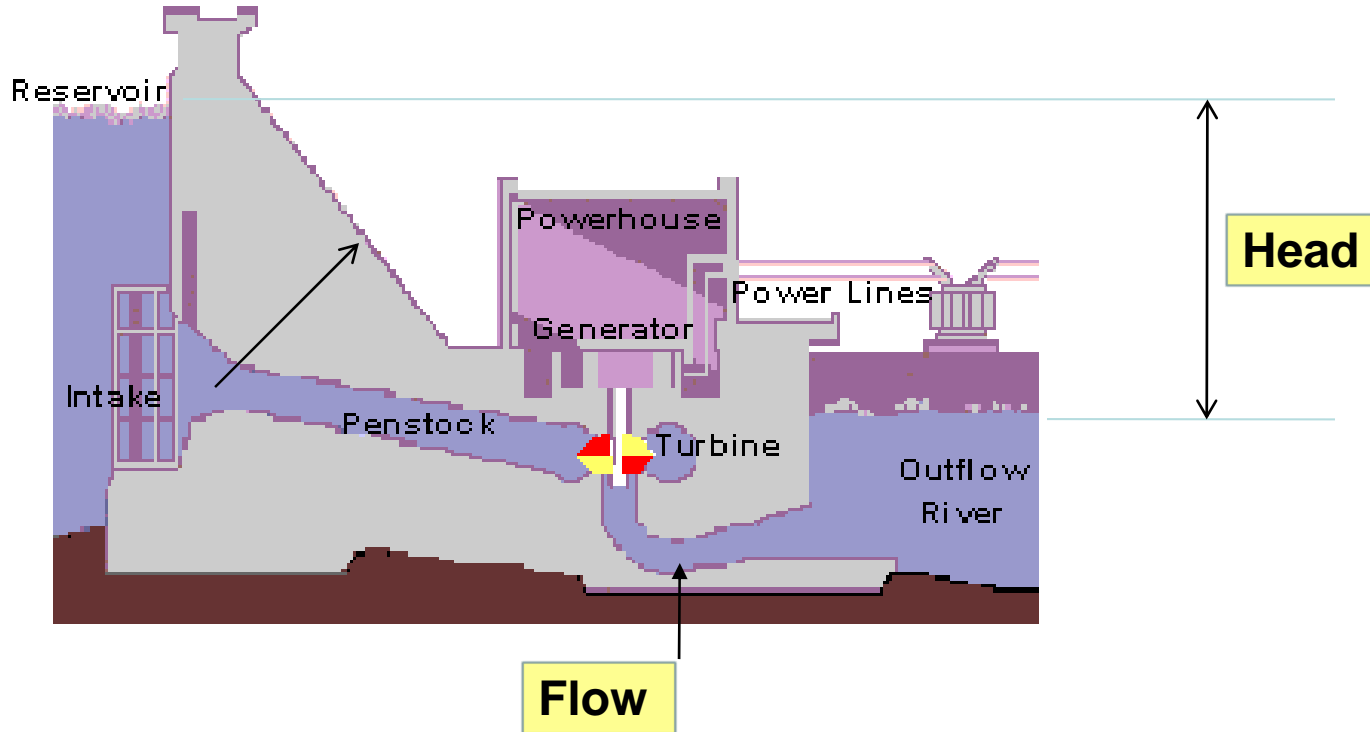 Reservoir
Powerhouse
Head
Power Lines
Generator
Intake
Penstock
Turbine
Outflow
River
Flow